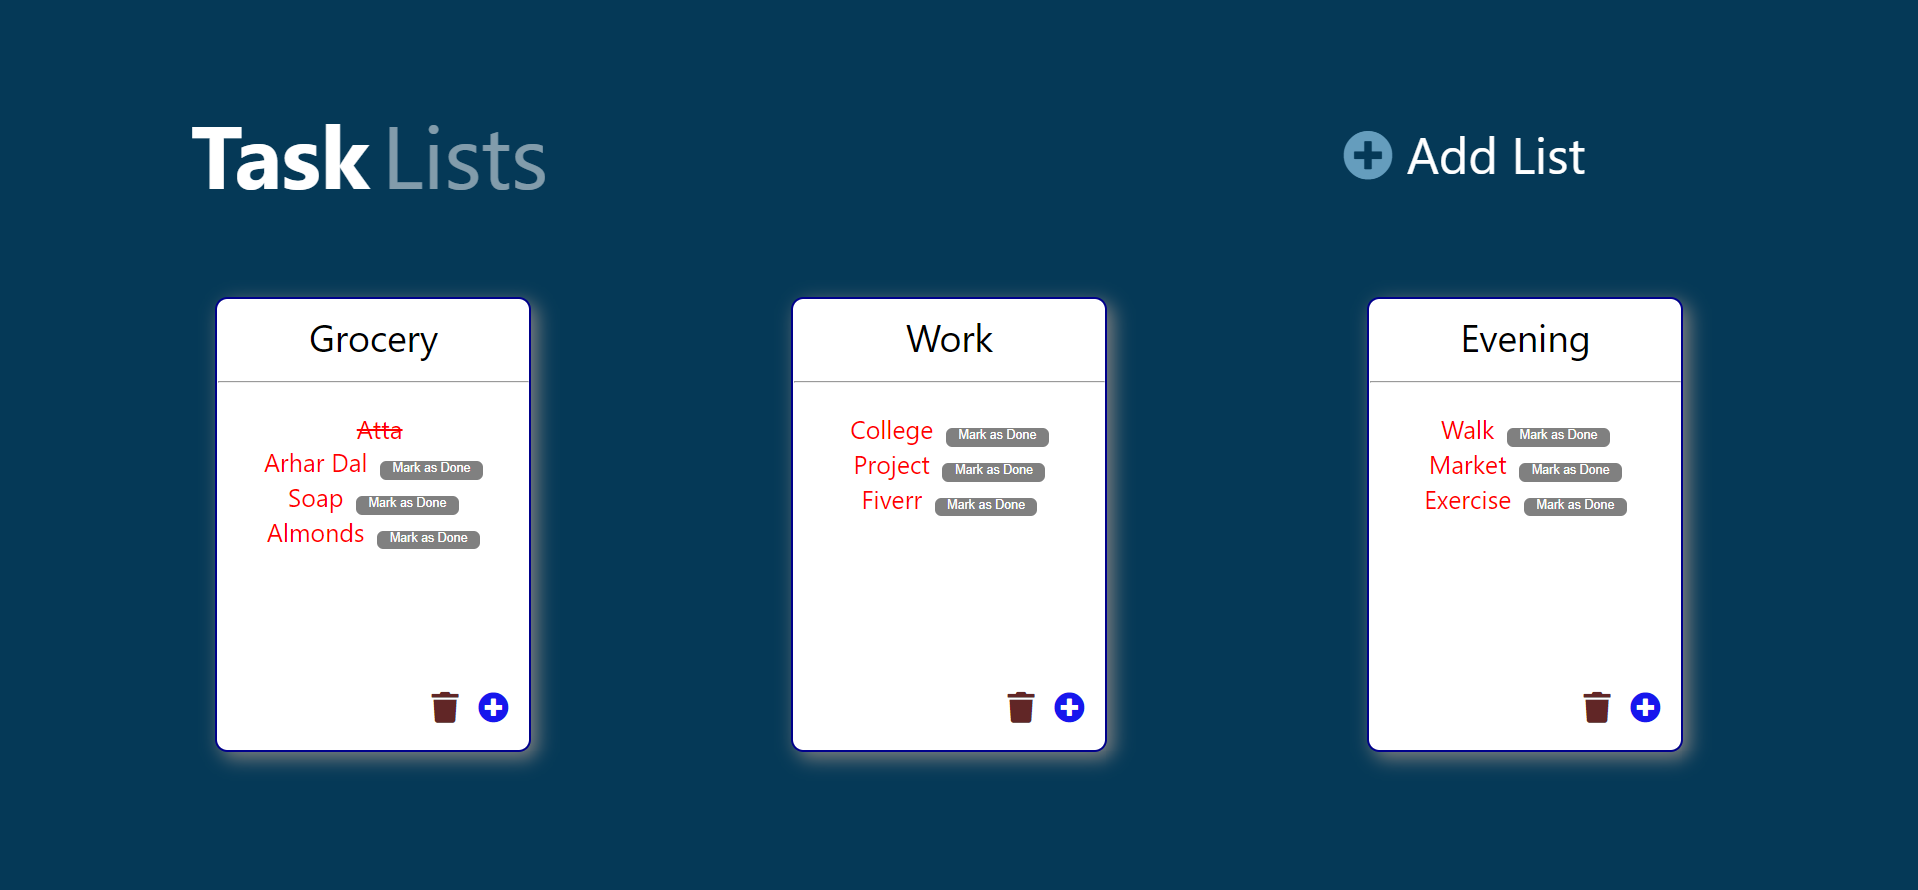 Task Lists
Add List
Grocery
Atta
Arhar Dal Mark as Done
Soap Mark as Done
Almonds Mark as Done
Work
College Mark as Done
Project Mark as Done
Fiverr Mark as Done
Evening
Walk Mark as Done
Market Mark as Done
Exercise Mark as Done